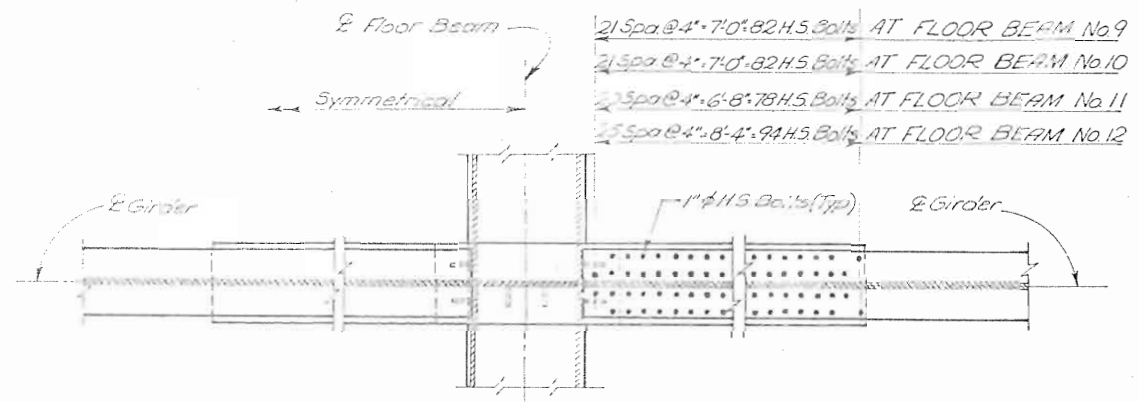 ℄ Floor Beam
21 Spa. @ 4" = 7'-0" = 82 H.S. Bolts AT FLOOR BEAM No. 9
21 Spa @ 4" = 7'-0" = 82 H.S. Bolts AT FLOOR BEAM No. 10
Symmetrical
Spa @ 4" = 6'-8" = 78 H.S. Bolts AT FLOOR BEAM No. 11
25 Spa @ 4" = 8'-4" = 94 H.S. Bolts AT FLOOR BEAM No. 12
℄ Girder
1" ϕ H.S. Bolts (Typ)
℄ Girder